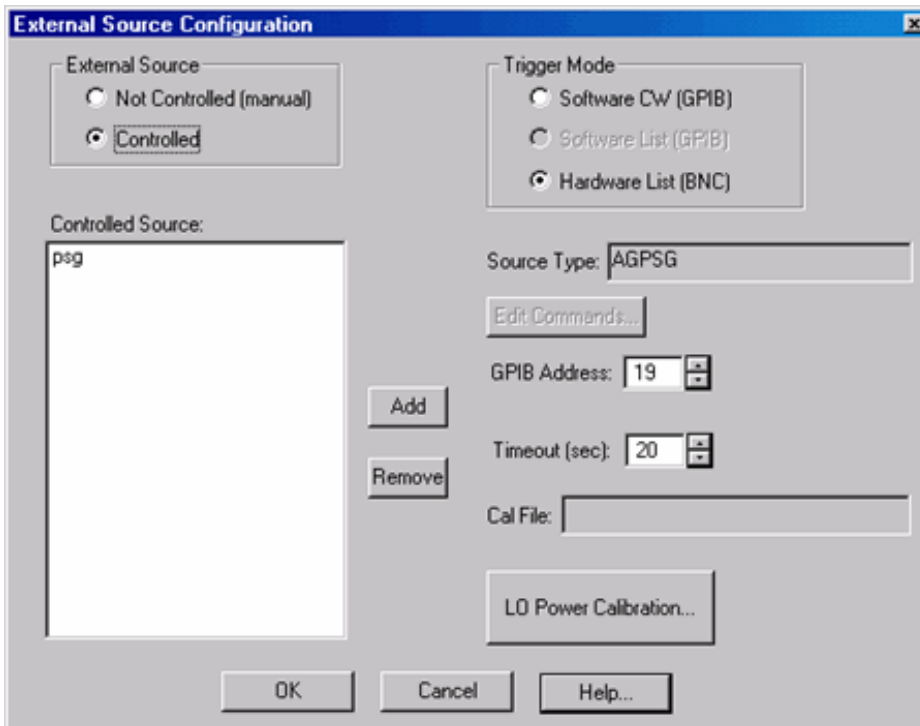 External Source Configuration
External Source
Not Controlled (manual)
Controlled
Trigger Mode
Software CW (GPIB)
Software List (GPIB)
Hardware List (BNC)
Controlled Source:
psg
Source Type: AGPSG
Edit Commands...
GPIB Address: 19
Add
Timeout (sec): 20
Remove
Cal File:
LO Power Calibration...
OK Cancel Help...